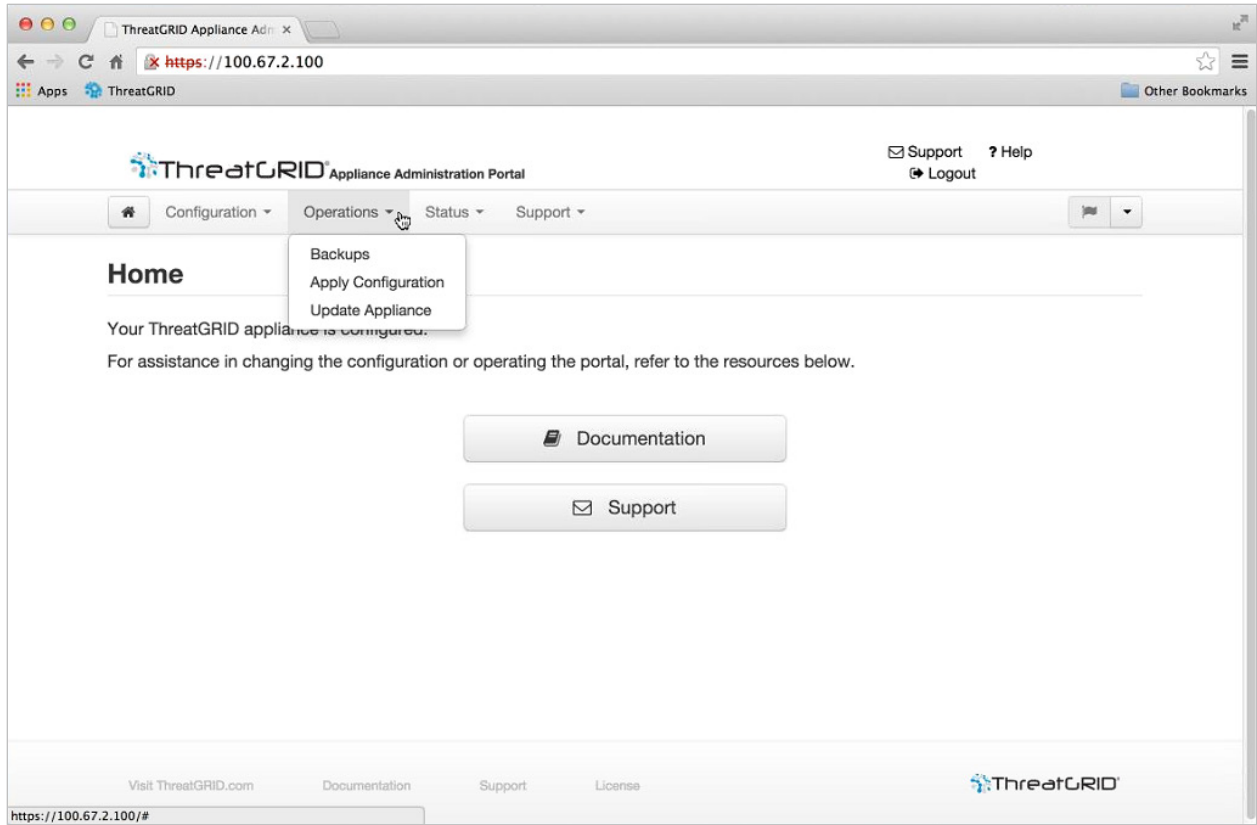 ThreatGRID Appliance Adm
https://100.67.2.100
Apps ThreatGRID Other Bookmarks
ThreatGRID® Appliance Administration Portal
Support ? Help
Logout
Configuration Operations Status Support
Backups
Apply Configuration
Update Appliance
Home
Your ThreatGRID appliance is configured.
For assistance in changing the configuration or operating the portal, refer to the resources below.
Documentation
Support
Visit ThreatGRID.com Documentation Support License
ThreatGRID®
https://100.67.2.100/#